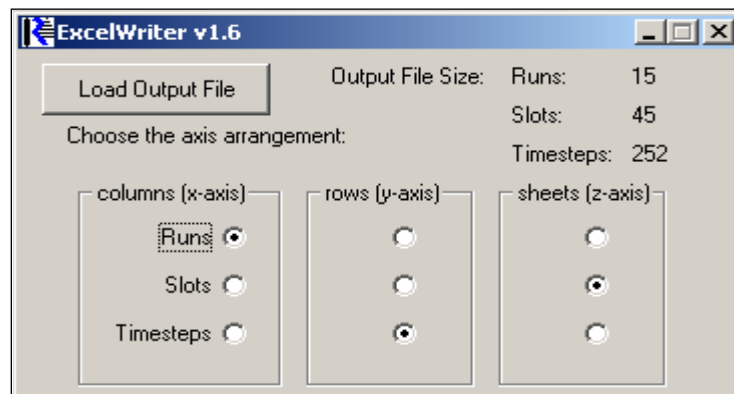 ExcelWriter v1.6
Load Output File
Output File Size:
Runs: 15
Slots: 45
Timesteps: 252
Choose the axis arrangement:
columns (x-axis) rows (y-axis) sheets (z-axis)
Runs
Slots
Timesteps